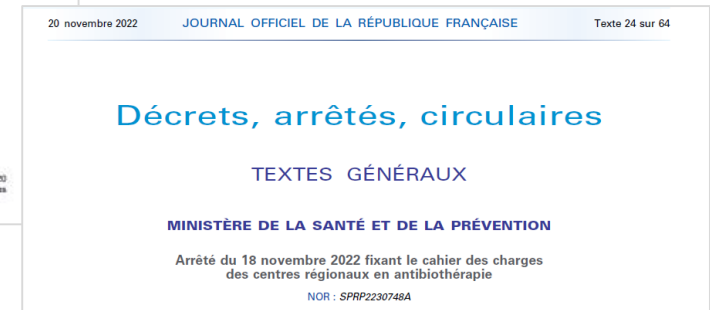 20 novembre 2022 JOURNAL OFFICIEL DE LA RÉPUBLIQUE FRANÇAISE Texte 24 sur 64
Décrets, arrêtés, circulaires
TEXTES GÉNÉRAUX
MINISTÈRE DE LA SANTÉ ET DE LA PRÉVENTION
Arrêté du 18 novembre 2022 fixant le cahier des charges
des centres régionaux en antibiothérapie
NOR : SPRP2230748A